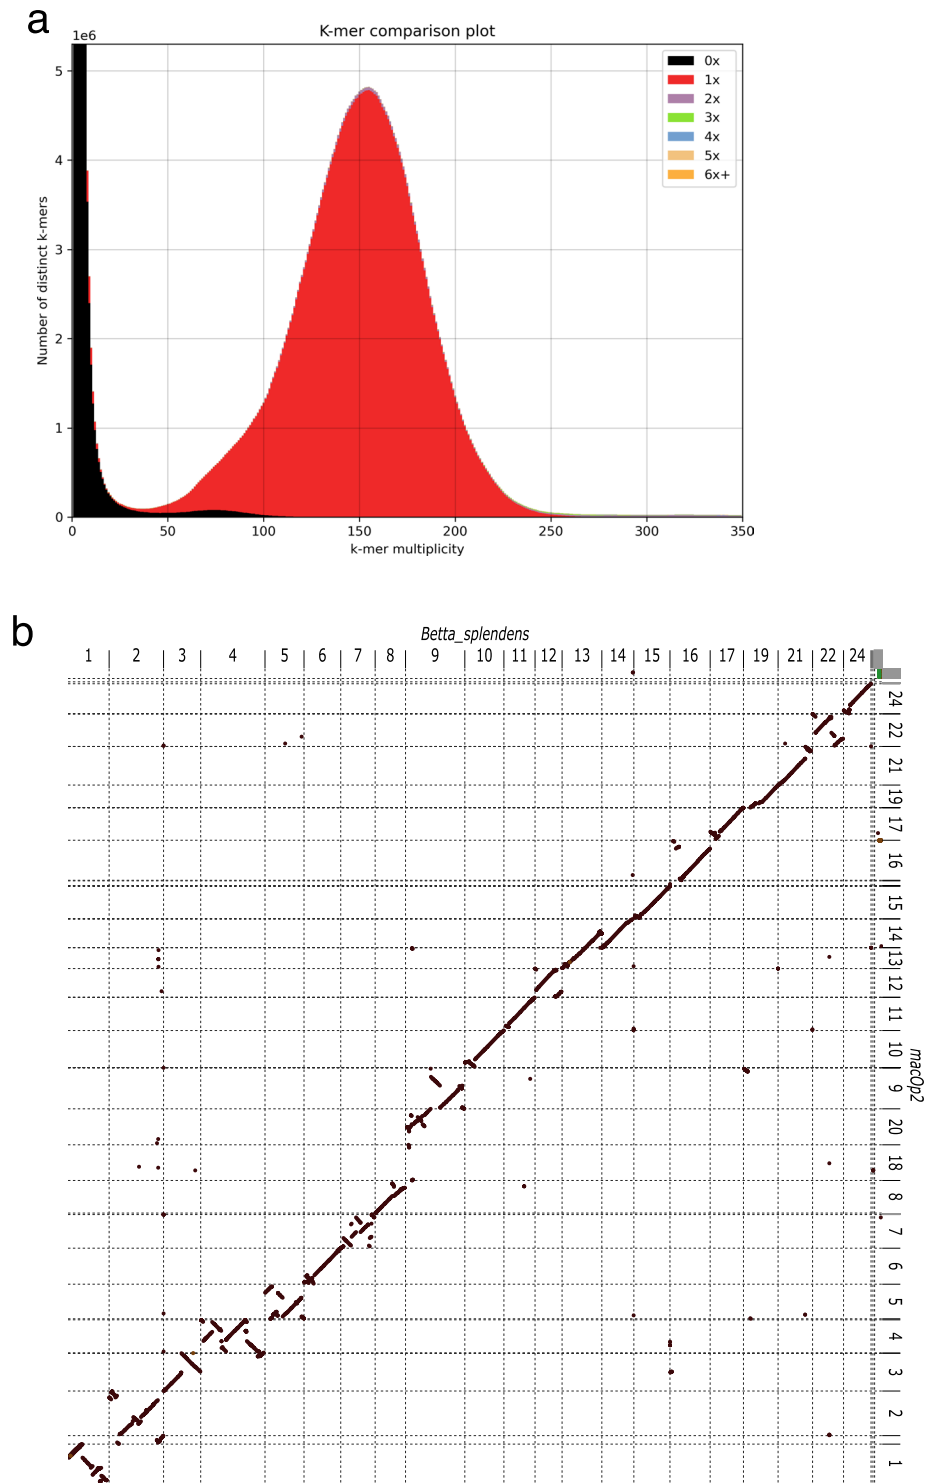 a
K-mer comparison plot
1e6
Number of distinct k-mers
5
4
3
2
1
0
0x
1x
2x
3x
4x
5x
6x+
0 50 100 150 200 250 300 350
k-mer multiplicity
b
Betta_splendens
1 2 3 4 5 6 7 8 9 10 11 12 13 14 15 16 17 19 21 22 24
24
22
21
19
17
16
15
14
13
12
11
10
9
20
18
8
7
6
5
4
3
2
1
macOp2